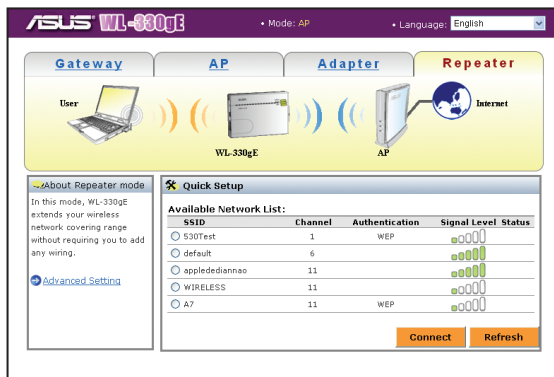 ASUS WL-330gE • Mode: AP • Language: English
Gateway AP Adapter Repeater
User Internet
WL-330gE AP
About Repeater mode
In this mode, WL-330gE
extends your wireless
network covering range
without requiring you to add
any wiring.
Advanced Setting
Quick Setup
Available Network List:
SSID Channel Authentication Signal Level Status
530Test 1 WEP
default 6
appledediannao 11
WIRELESS 11
A7 11 WEP
Connect Refresh